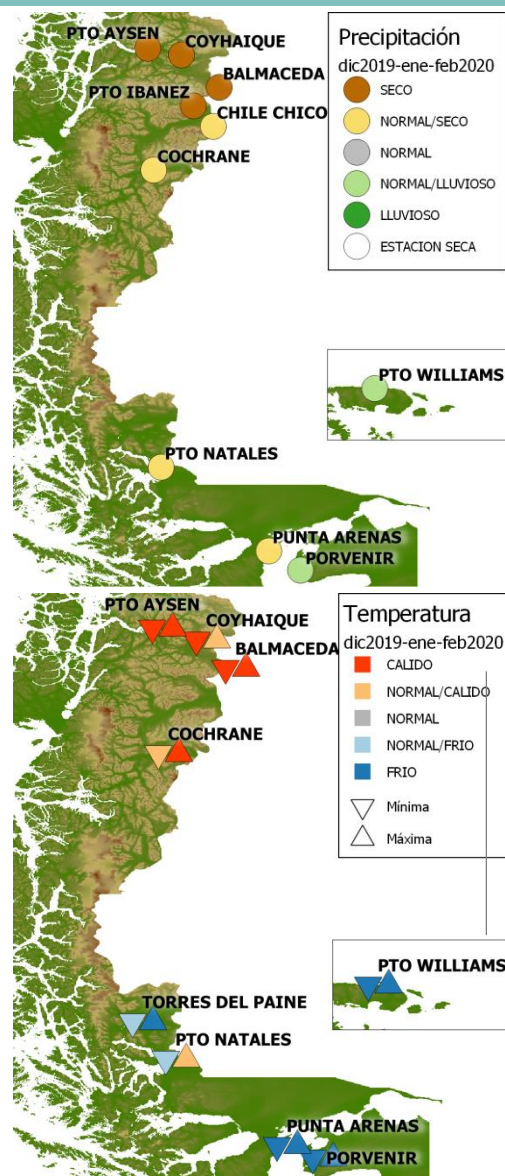 PTO AYSEN
COYHAIQUE
BALMACEDA
PTO IBANEZ
CHILE CHICO
COCHRANE
Precipitación
dic2019-ene-feb2020
SECO
NORMAL/SECO
NORMAL
NORMAL/LLUVIOSO
LLUVIOSO
ESTACION SECA
PTO WILLIAMS
PTO NATALES
PUNTA ARENAS
PORVENIR
PTO AYSEN
COYHAIQUE
BALMACEDA
COCHRANE
Temperatura
dic2019-ene-feb2020
CALIDO
NORMAL/CALIDO
NORMAL
NORMAL/FRIO
FRIO
Mínima
Máxima
PTO WILLIAMS
TORRES DEL PAINE
PTO NATALES
PUNTA ARENAS
PORVENIR